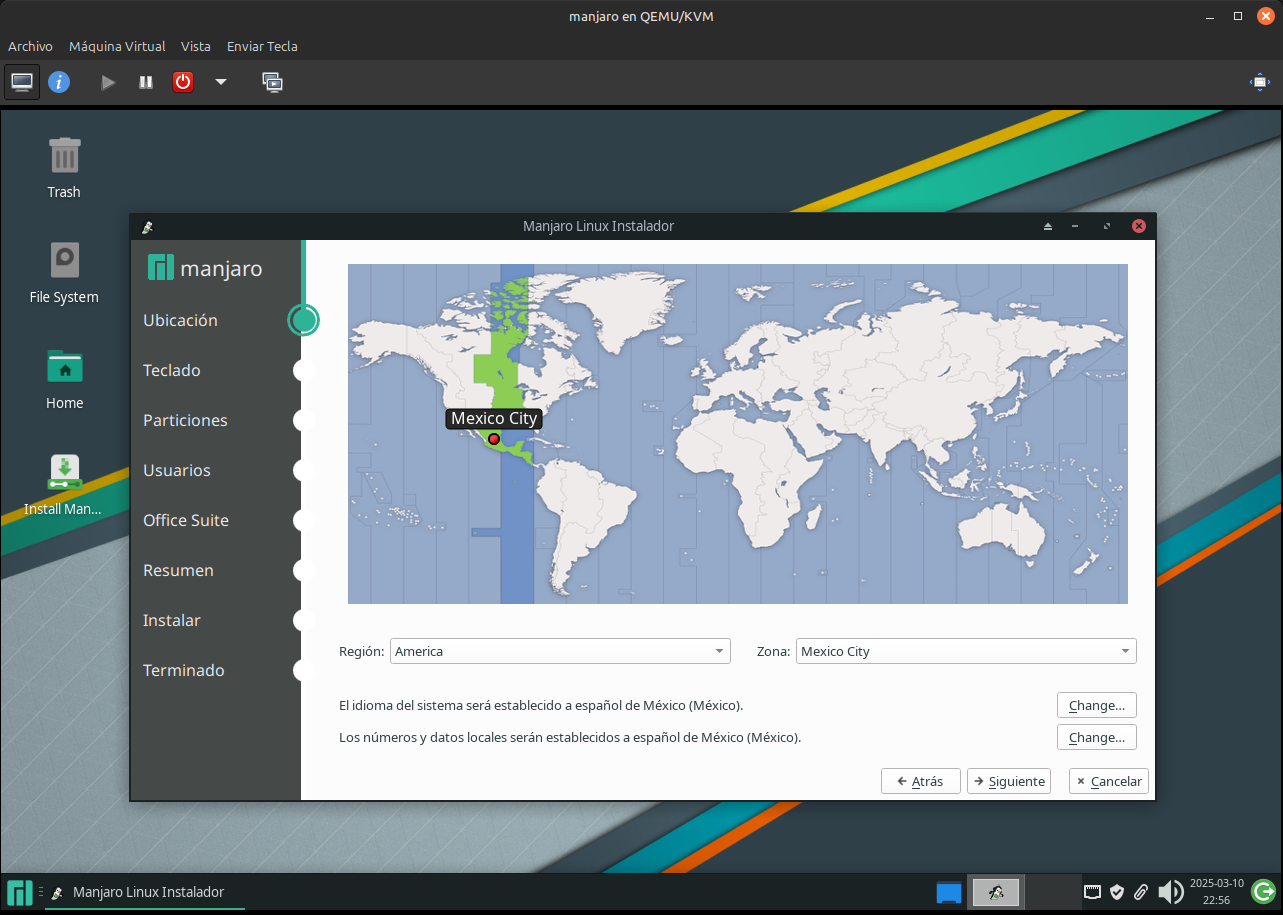 manjaro en QEMU/KVM
Archivo Máquina Virtual Vista Enviar Tecla
Trash
File System
Home
Install Man...
Manjaro Linux Instalador
manjaro
Ubicación
Teclado
Particiones
Usuarios
Office Suite
Resumen
Instalar
Terminado
Mexico City
Región: America Zona: Mexico City
El idioma del sistema será establecido a español de México (México). Change...
Los números y datos locales serán establecidos a español de México (México). Change...
Atrás Siguiente Cancelar
Manjaro Linux Instalador
2025-03-10
22:56